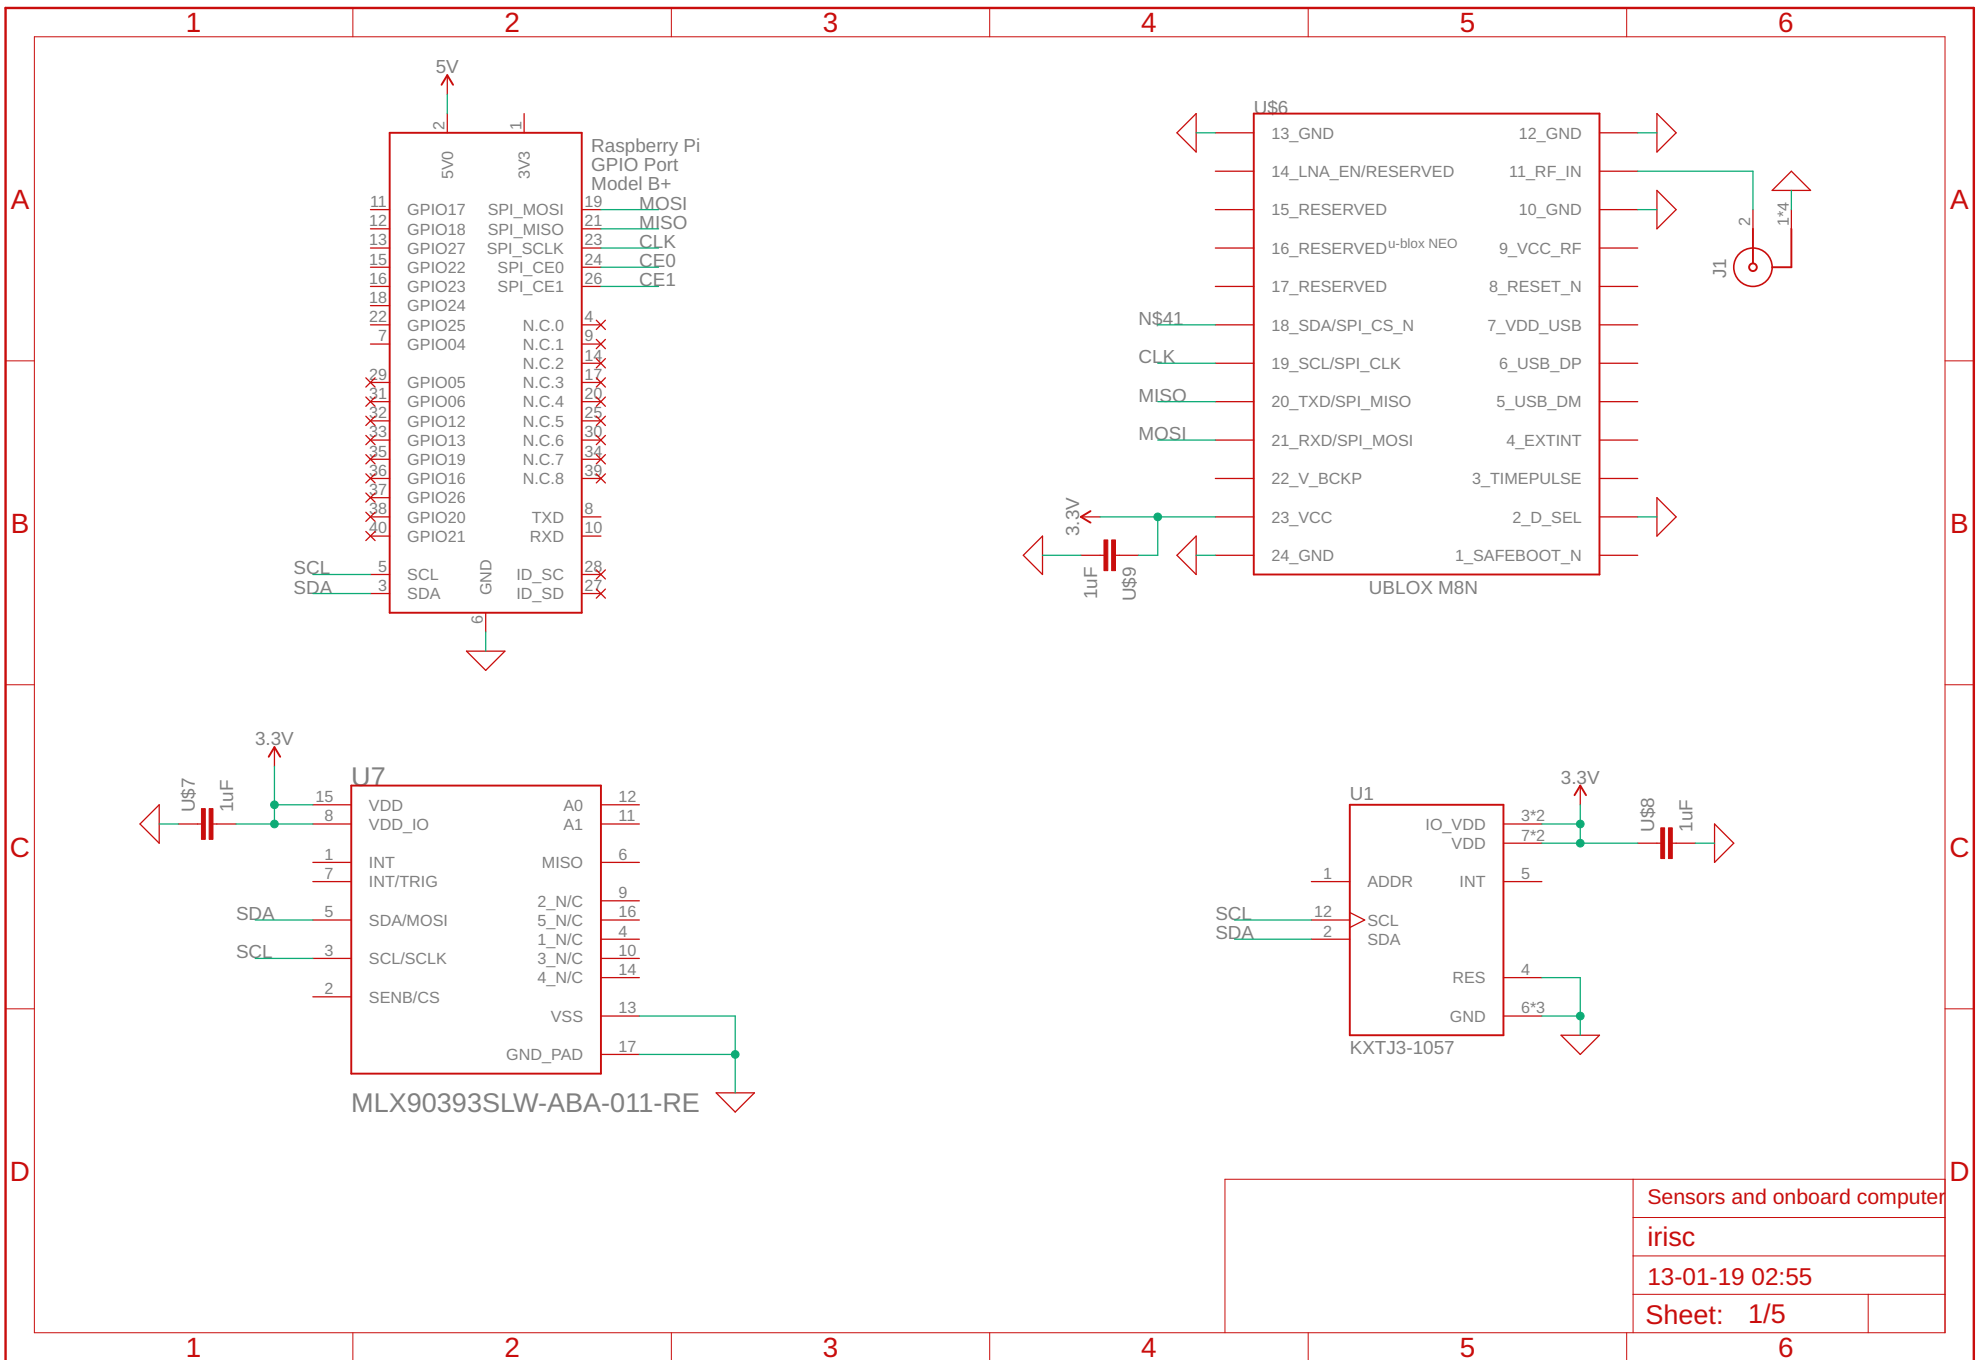 1 2 3 4 5 6
A
B
C
D
A
B
C
D
1 2 3 4 5 6
5V
2 1
5V0 3V3
Raspberry Pi
GPIO Port
Model B+
11 GPIO17 SPI_MOSI 19 MOSI
12 GPIO18 SPI_MISO 21 MISO
13 GPIO27 SPI_SCLK 23 CLK
15 GPIO22 SPI_CE0 24 CE0
16 GPIO23 SPI_CE1 26 CE1
18 GPIO24
22 GPIO25 N.C.0 4
7 GPIO04 N.C.1 9
N.C.2 14
29 GPIO05 N.C.3 17
31 GPIO06 N.C.4 20
32 GPIO12 N.C.5 25
33 GPIO13 N.C.6 30
35 GPIO19 N.C.7 34
36 GPIO16 N.C.8 39
37 GPIO26
38 GPIO20 TXD 8
40 GPIO21 RXD 10
SCL 5 SCL GND ID_SC 28
SDA 3 SDA ID_SD 27
6
U$6
13_GND 12_GND
14_LNA_EN/RESERVED 11_RF_IN
15_RESERVED 10_GND
16_RESERVED u-blox NEO 9_VCC_RF
17_RESERVED 8_RESET_N
N$41 18_SDA/SPI_CS_N 7_VDD_USB
CLK 19_SCL/SPI_CLK 6_USB_DP
MISO 20_TXD/SPI_MISO 5_USB_DM
MOSI 21_RXD/SPI_MOSI 4_EXTINT
22_V_BCKP 3_TIMEPULSE
3.3V 23_VCC 2_D_SEL
24_GND 1_SAFEBOOT_N
1uF U$9
UBLOX M8N
2 1*4
J1
3.3V
U$7 1uF
U7
15 VDD A0 12
8 VDD_IO A1 11
1 INT MISO 6
7 INT/TRIG
2_N/C 9
SDA 5 SDA/MOSI 5_N/C 16
1_N/C 4
SCL 3 SCL/SCLK 3_N/C 10
4_N/C 14
2 SENB/CS
VSS 13
GND_PAD 17
MLX90393SLW-ABA-011-RE
3.3V
U1
IO_VDD 3*2
VDD 7*2
U$8 1uF
1 ADDR INT 5
SCL 12 SCL
SDA 2 SDA
RES 4
GND 6*3
KXTJ3-1057
Sensors and onboard computer
irisc
13-01-19 02:55
Sheet: 1/5